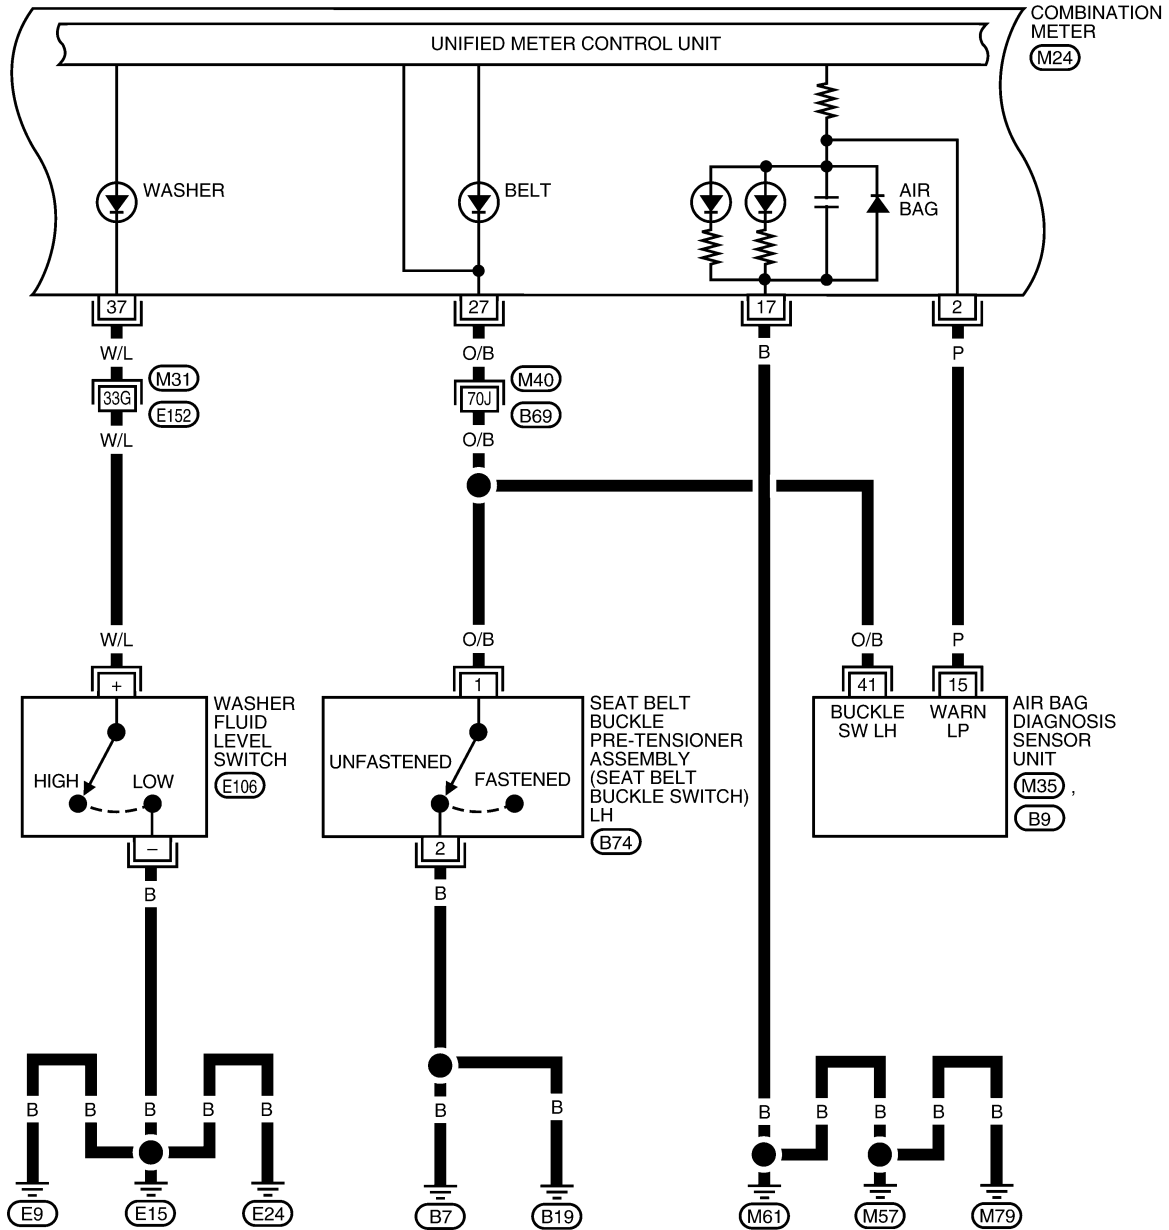 COMBINATION
METER
M24
UNIFIED METER CONTROL UNIT
WASHER
BELT
AIR
BAG
37
27
17
2
W/L
O/B
B
P
33G
M31
E152
70J
M40
B69
W/L
O/B
W/L
O/B
O/B
P
+
1
41
15
WASHER
FLUID
LEVEL
SWITCH
E106
HIGH
LOW
–
SEAT BELT
BUCKLE
PRE-TENSIONER
ASSEMBLY
(SEAT BELT
BUCKLE SWITCH)
LH
B74
UNFASTENED
FASTENED
2
BUCKLE
SW LH
WARN
LP
AIR BAG
DIAGNOSIS
SENSOR
UNIT
M35 ,
B9
B
B
B
B
B
B
B
B
B
B
B
B
B
B
E9
E15
E24
B7
B19
M61
M57
M79